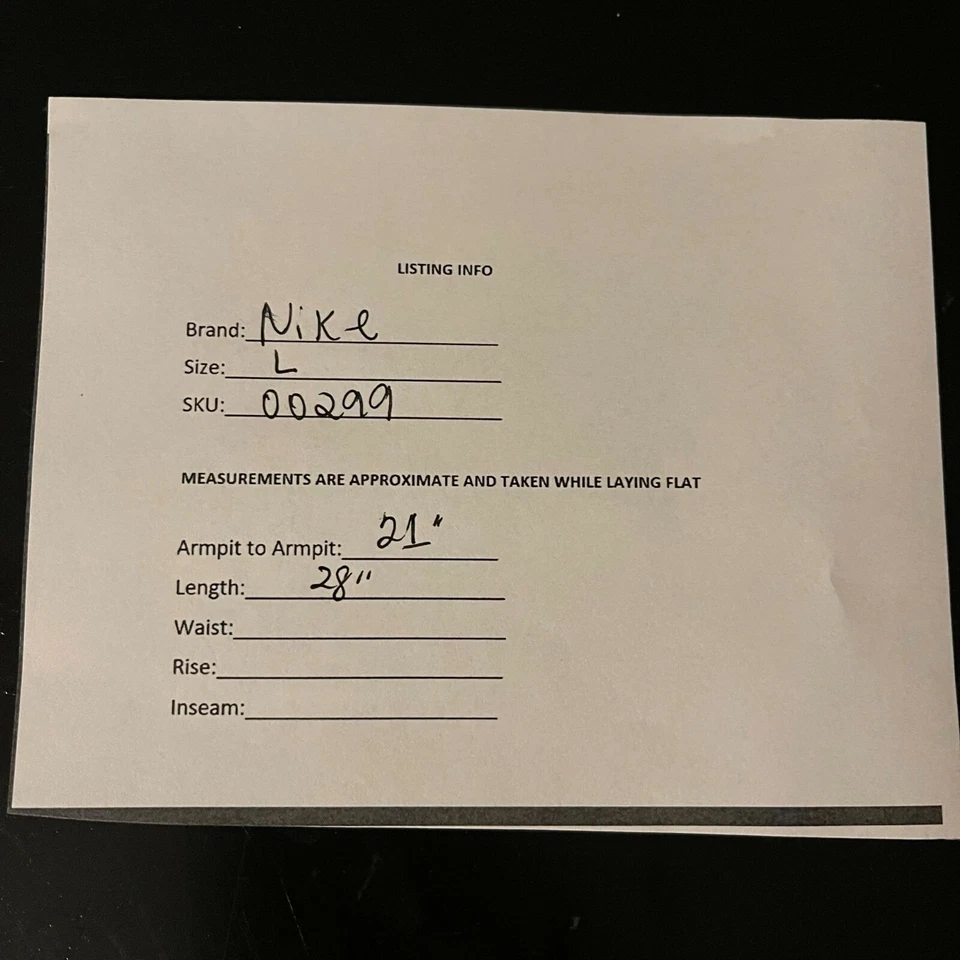 LISTING INFO
Brand: Nike
Size: L
SKU: 00299
MEASUREMENTS ARE APPROXIMATE AND TAKEN WHILE LAYING FLAT
Armpit to Armpit: 21"
Length: 28"
Waist:
Rise:
Inseam: